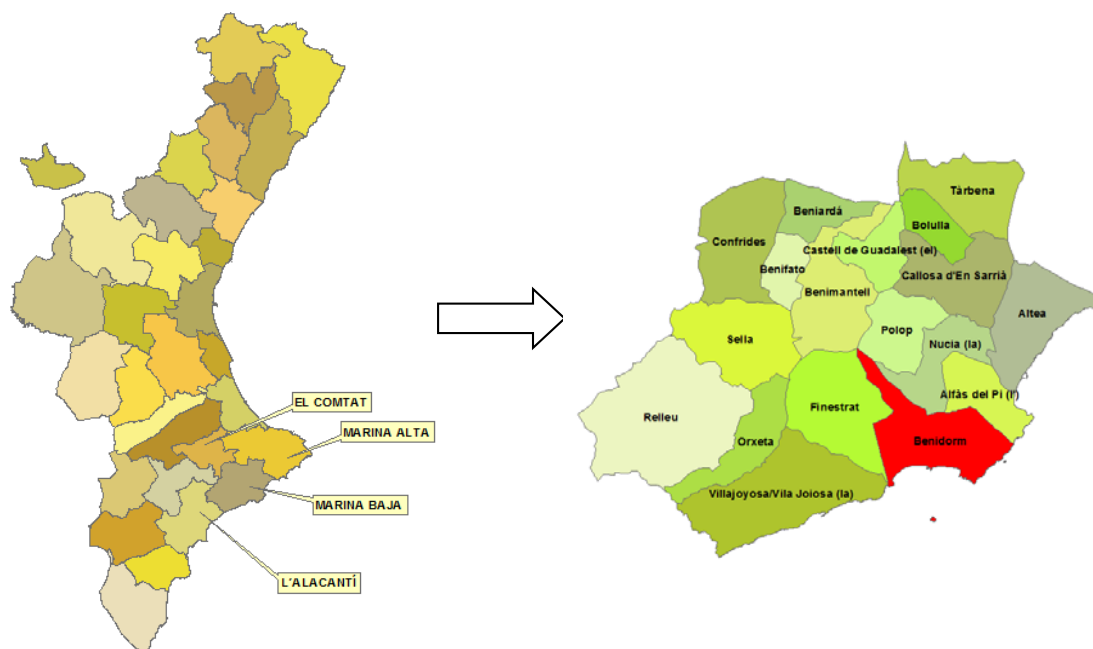 EL COMTAT
MARINA ALTA
MARINA BAJA
L'ALACANTÍ
Tàrbena
Beniardá
Bolulla
Confrides
Castell de Guadalest (el)
Benifato
Callosa d'En Sarrià
Benimantell
Altea
Polop
Sella
Nucia (la)
Alfàs del Pi (l')
Finestrat
Relleu
Orxeta
Benidorm
Villajoyosa/Vila Joiosa (la)